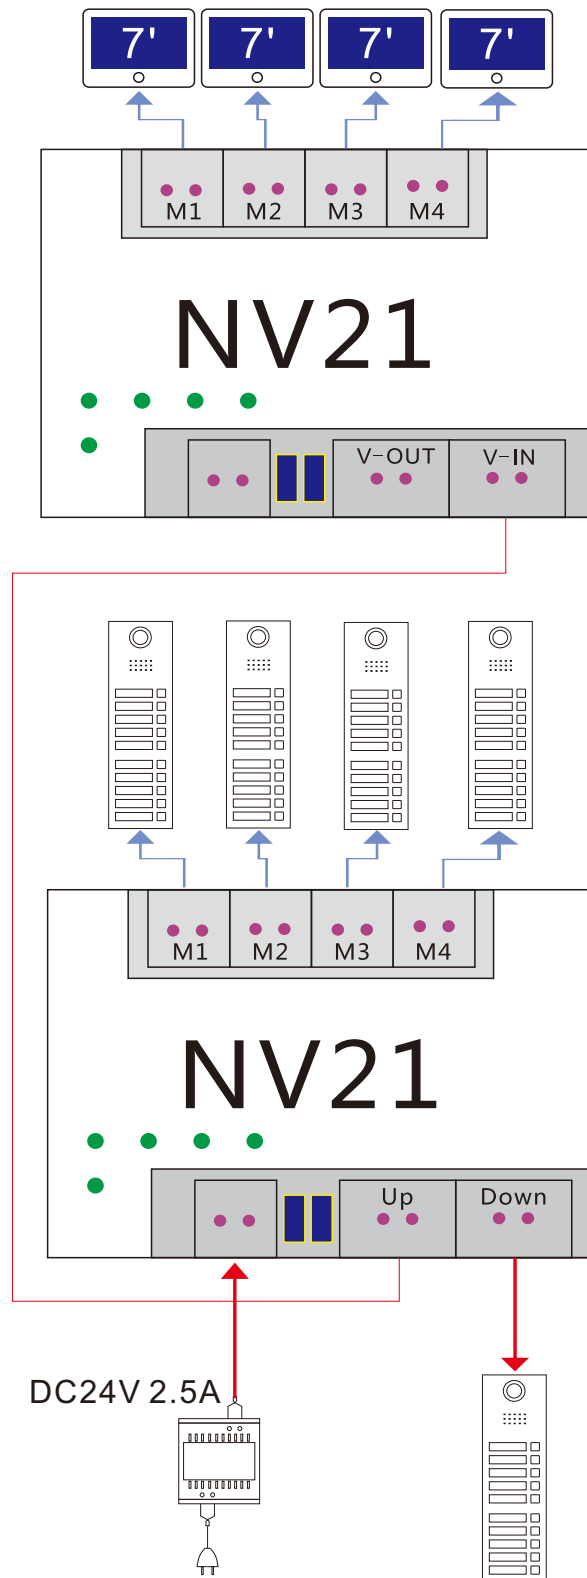 7' 7' 7' 7'
M1 M2 M3 M4
NV21
V-OUT V-IN
M1 M2 M3 M4
NV21
Up Down
DC24V 2.5A